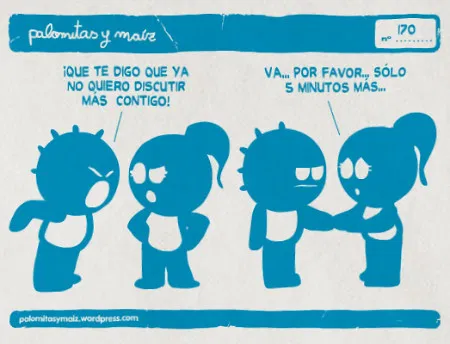 palomitas y maíz
nº 170
¡QUE TE DIGO QUE YA
NO QUIERO DISCUTIR
MÁS CONTIGO!
VA... POR FAVOR... SÓLO
5 MINUTOS MÁS...
palomitasymaiz.wordpress.com